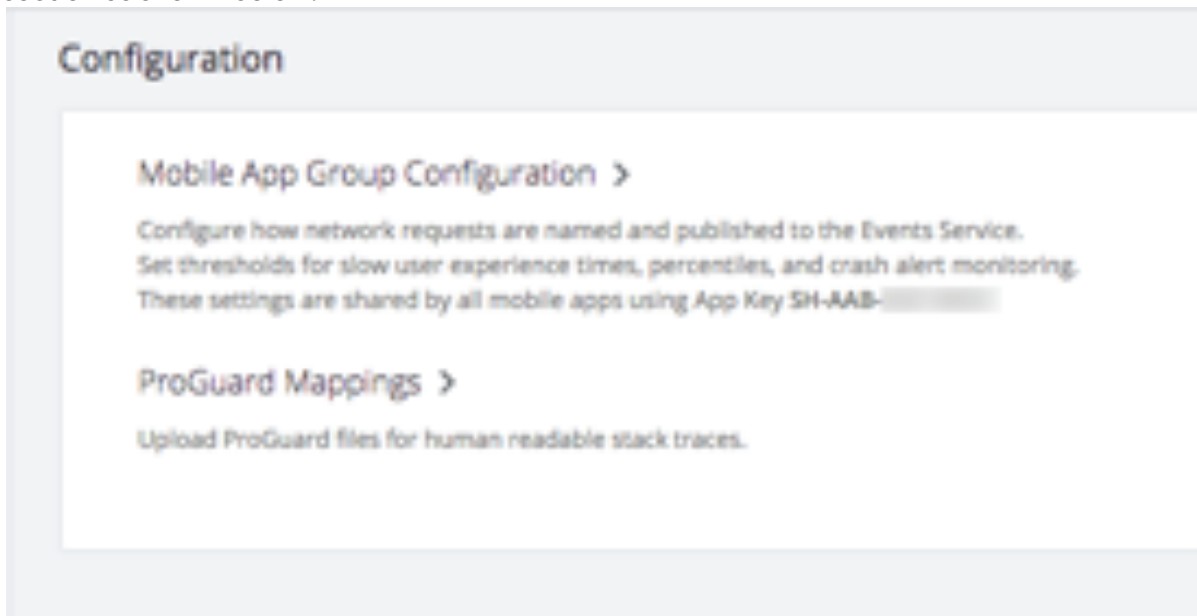 Configuration
Mobile App Group Configuration >
Configure how network requests are named and published to the Events Service.
Set thresholds for slow user experience times, percentiles, and crash alert monitoring.
These settings are shared by all mobile apps using App Key SH-AAB-
ProGuard Mappings >
Upload ProGuard files for human readable stack traces.